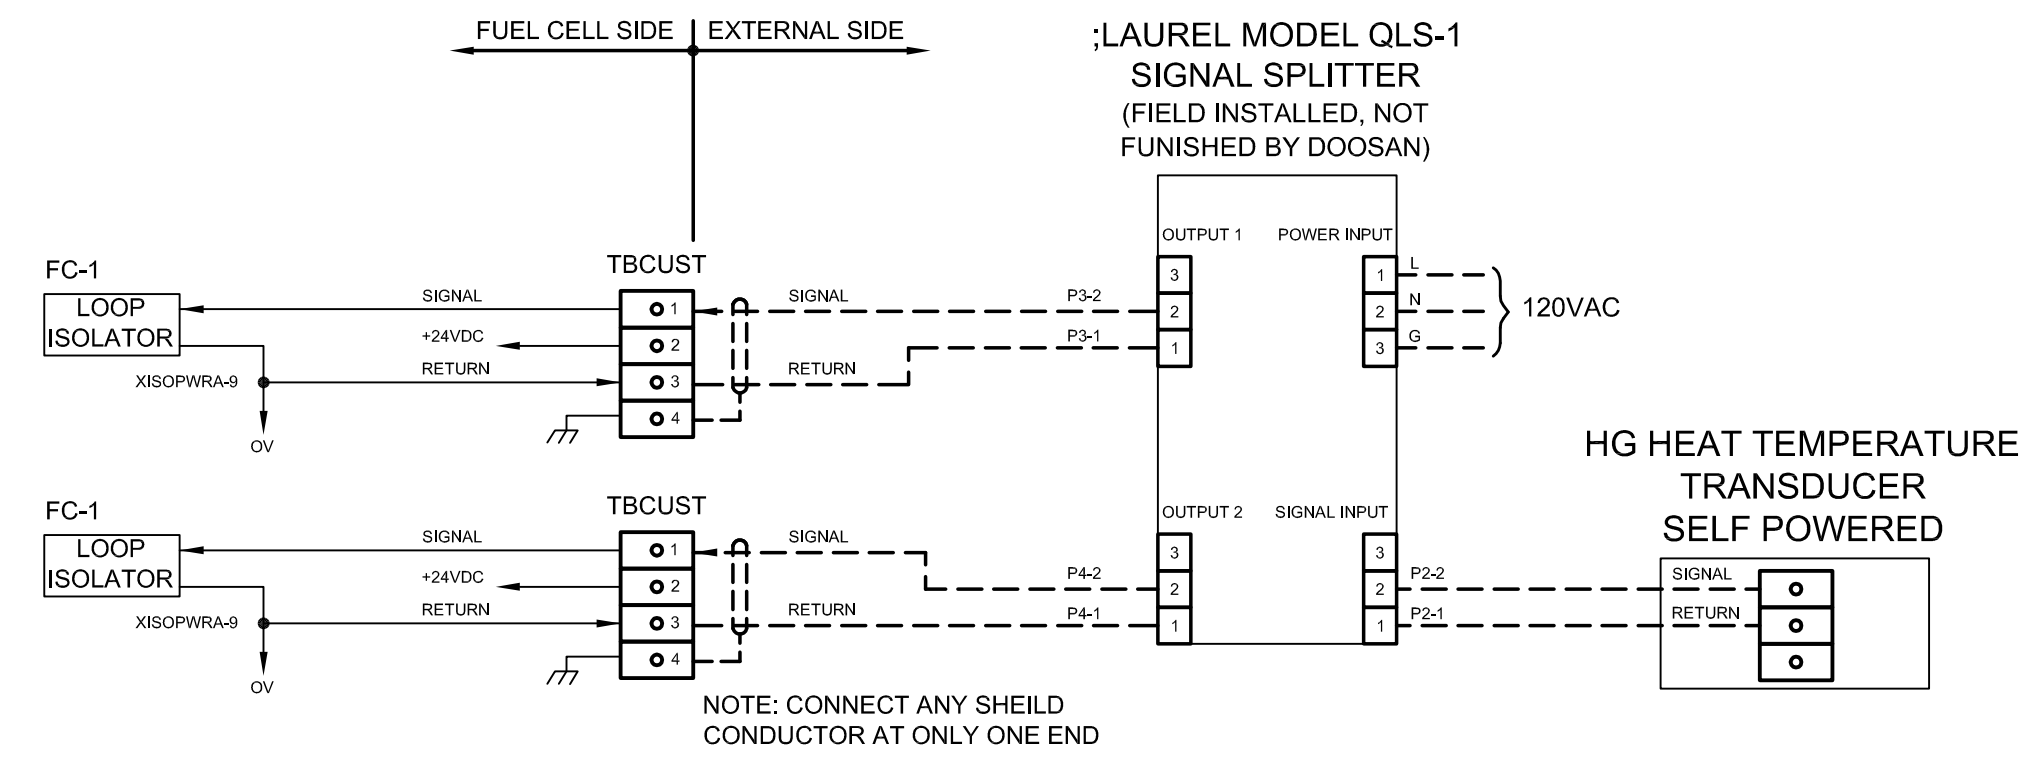 FUEL CELL SIDE
EXTERNAL SIDE
;LAUREL MODEL QLS-1
SIGNAL SPLITTER
(FIELD INSTALLED, NOT
FUNISHED BY DOOSAN)
OUTPUT 1
POWER INPUT
3
2
1
1
2
3
L
N
G
120VAC
FC-1
LOOP
ISOLATOR
XISOPWRA-9
OV
SIGNAL
+24VDC
RETURN
TBCUST
1
2
3
4
SIGNAL
RETURN
P3-2
P3-1
FC-1
LOOP
ISOLATOR
XISOPWRA-9
OV
SIGNAL
+24VDC
RETURN
TBCUST
1
2
3
4
SIGNAL
RETURN
P4-2
P4-1
OUTPUT 2
SIGNAL INPUT
3
2
1
3
2
1
P2-2
P2-1
HG HEAT TEMPERATURE
TRANSDUCER
SELF POWERED
SIGNAL
RETURN
NOTE: CONNECT ANY SHEILD
CONDUCTOR AT ONLY ONE END